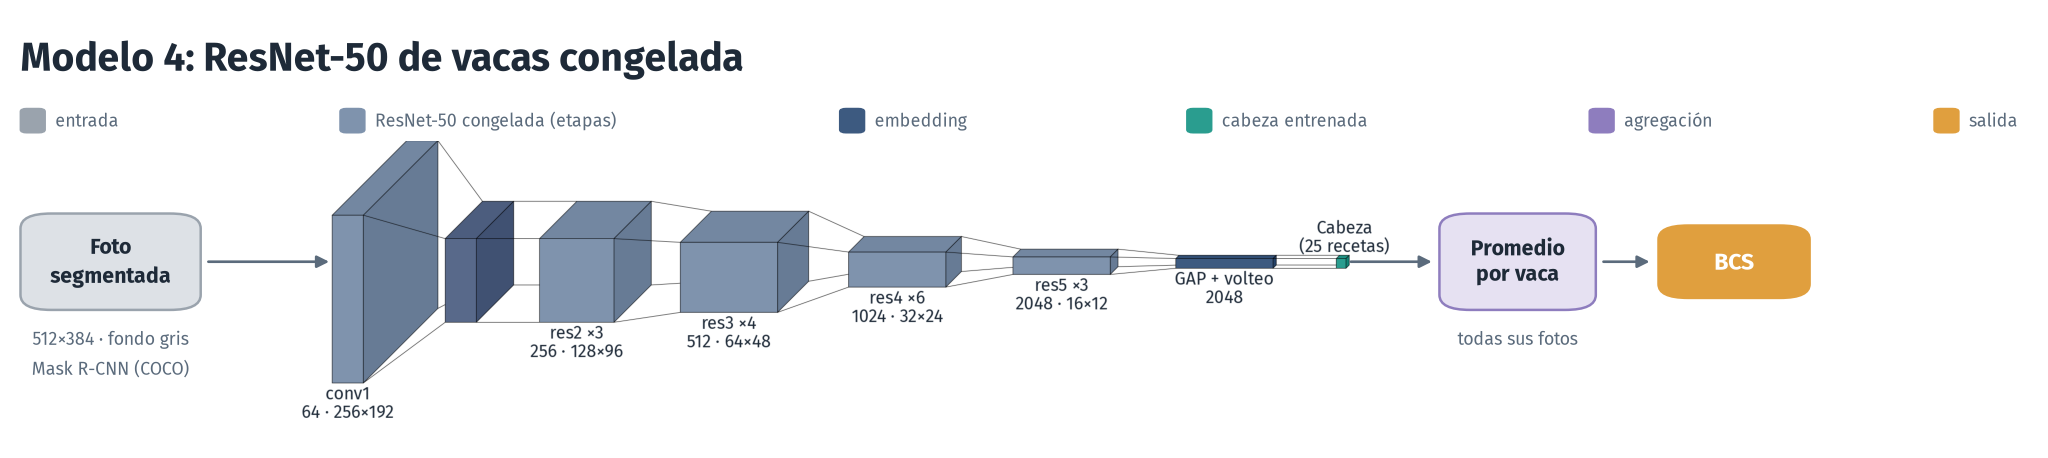 Modelo 4: ResNet-50 de vacas congelada
entrada
ResNet-50 congelada (etapas)
embedding
cabeza entrenada
agregación
salida
Foto
segmentada
512×384 · fondo gris
Mask R-CNN (COCO)
conv1
64 · 256×192
res2 ×3
256 · 128×96
res3 ×4
512 · 64×48
res4 ×6
1024 · 32×24
res5 ×3
2048 · 16×12
GAP + volteo
2048
Cabeza
(25 recetas)
Promedio
por vaca
todas sus fotos
BCS